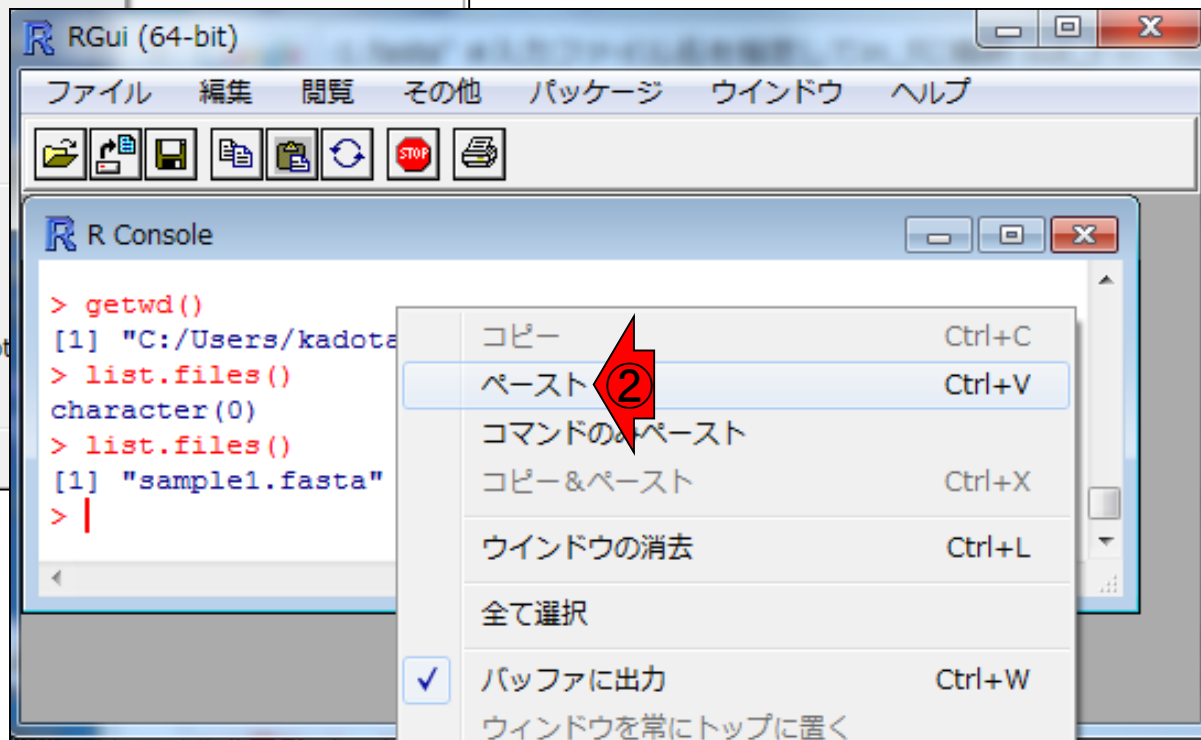 RGui (64-bit)
ファイル 編集 閲覧 その他 パッケージ ウインドウ ヘルプ
STOP
R Console
> getwd()
[1] "C:/Users/kadota
> list.files()
character(0)
> list.files()
[1] "sample1.fasta"
>
コピー Ctrl+C
ペースト Ctrl+V
②
コマンドのみペースト
コピー&ペースト Ctrl+X
ウインドウの消去 Ctrl+L
全て選択
バッファに出力 Ctrl+W
ウィンドウを常にトップに置く